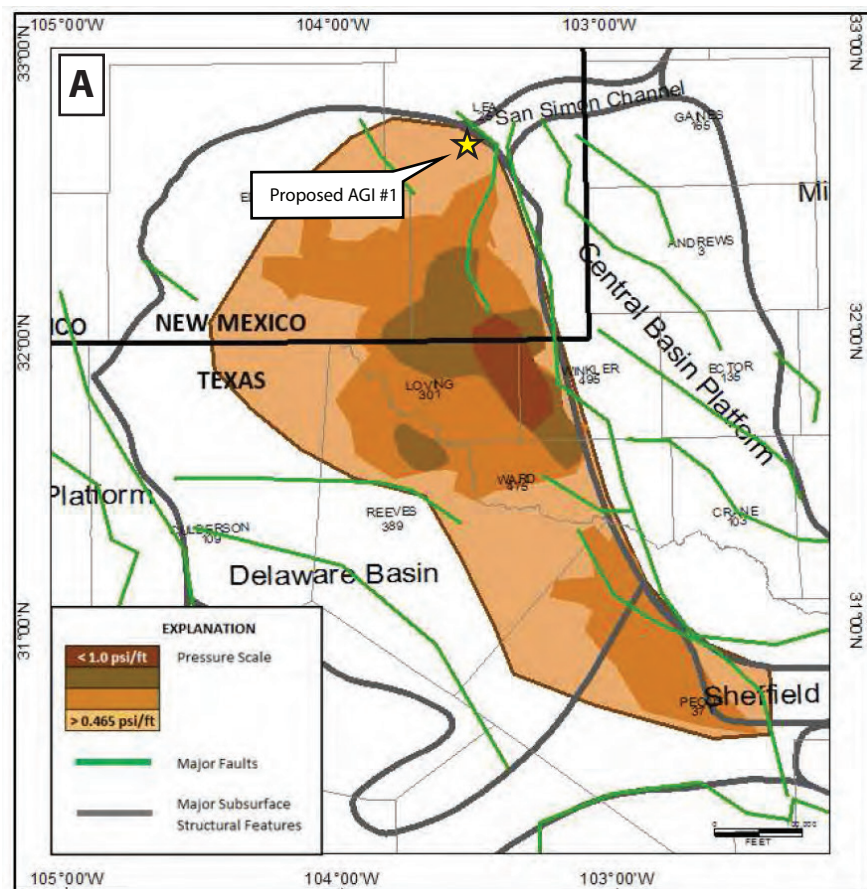 105°00'W 104°00'W 103°00'W
33°00'N
33°00'N
A
LEA
San Simon Channel
GAINES
165
Proposed AGI #1
Mi
ANDREWS
3
Central Basin Platform
ICO
NEW MEXICO
TEXAS
32°00'N
32°00'N
LOVING
301
WINKLER
495
ECTOR
135
WARD
475
Platform
REEVES
389
CRANE
103
CULBERSON
109
Delaware Basin
31°00'N
31°00'N
EXPLANATION
< 1.0 psi/ft Pressure Scale
> 0.465 psi/ft
Major Faults
Major Subsurface
Structural Features
Sheffield
37
0
FEET
105°00'W 104°00'W 103°00'W